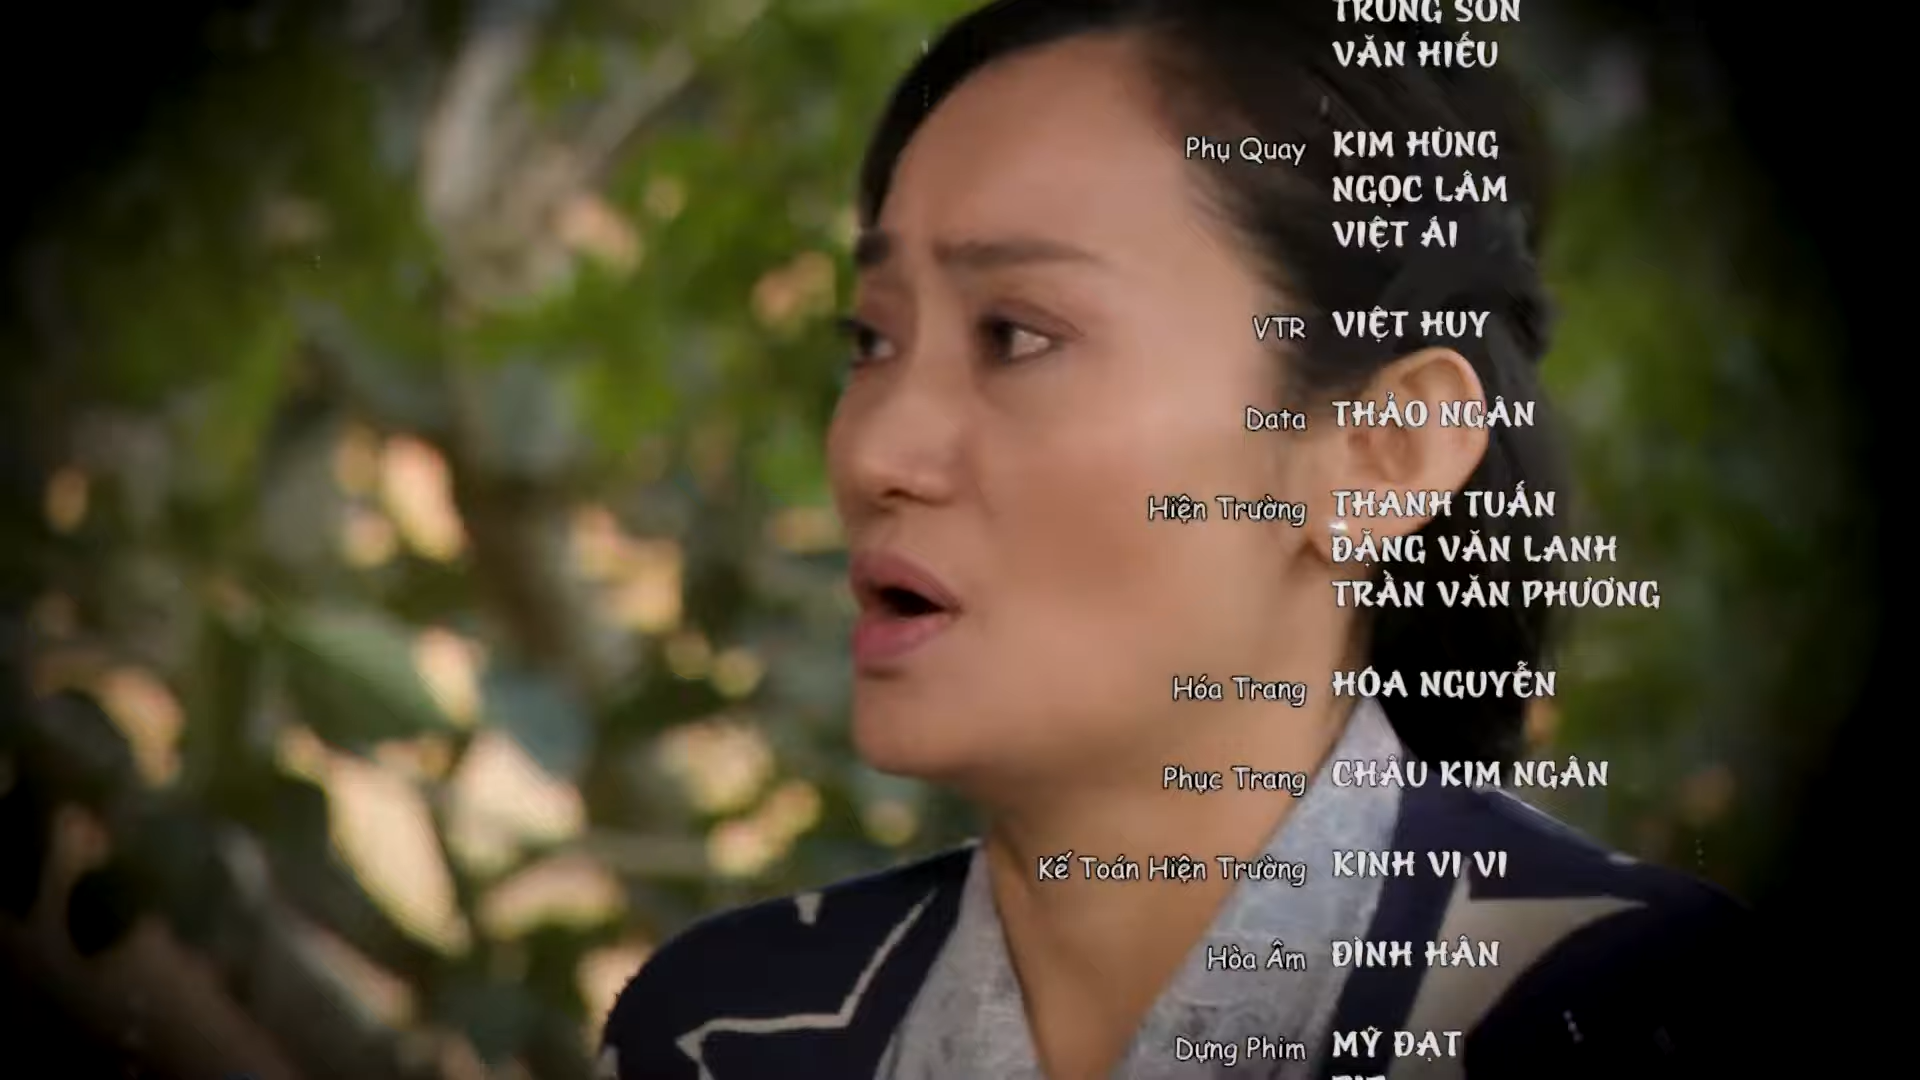 TRUNG SƠN
VĂN HIẾU
Phụ Quay KIM HÙNG
NGỌC LÂM
VIỆT ÁI
VTR VIỆT HUY
Data THẢO NGÂN
Hiện Trường THANH TUẤN
ĐẶNG VĂN LANH
TRẦN VĂN PHƯƠNG
Hóa Trang HÓA NGUYỄN
Phục Trang CHÂU KIM NGÂN
Kế Toán Hiện Trường KINH VI VI
Hòa Âm ĐÌNH HÂN
Dựng Phim MỸ ĐẠT